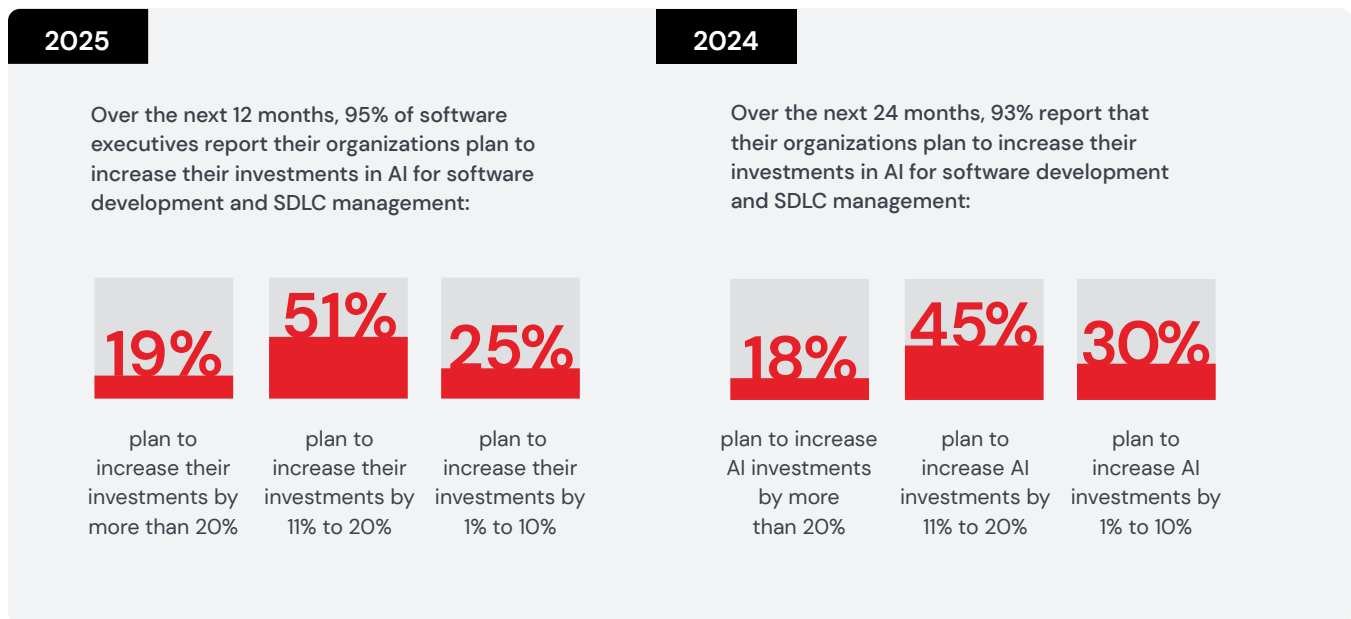 2025
Over the next 12 months, 95% of software
executives report their organizations plan to
increase their investments in AI for software
development and SDLC management:
19%
plan to
increase their
investments by
more than 20%
51%
plan to
increase their
investments by
11% to 20%
25%
plan to
increase their
investments by
1% to 10%
2024
Over the next 24 months, 93% report that
their organizations plan to increase their
investments in AI for software development
and SDLC management:
18%
plan to increase
AI investments
by more
than 20%
45%
plan to
increase AI
investments by
11% to 20%
30%
plan to
increase AI
investments by
1% to 10%